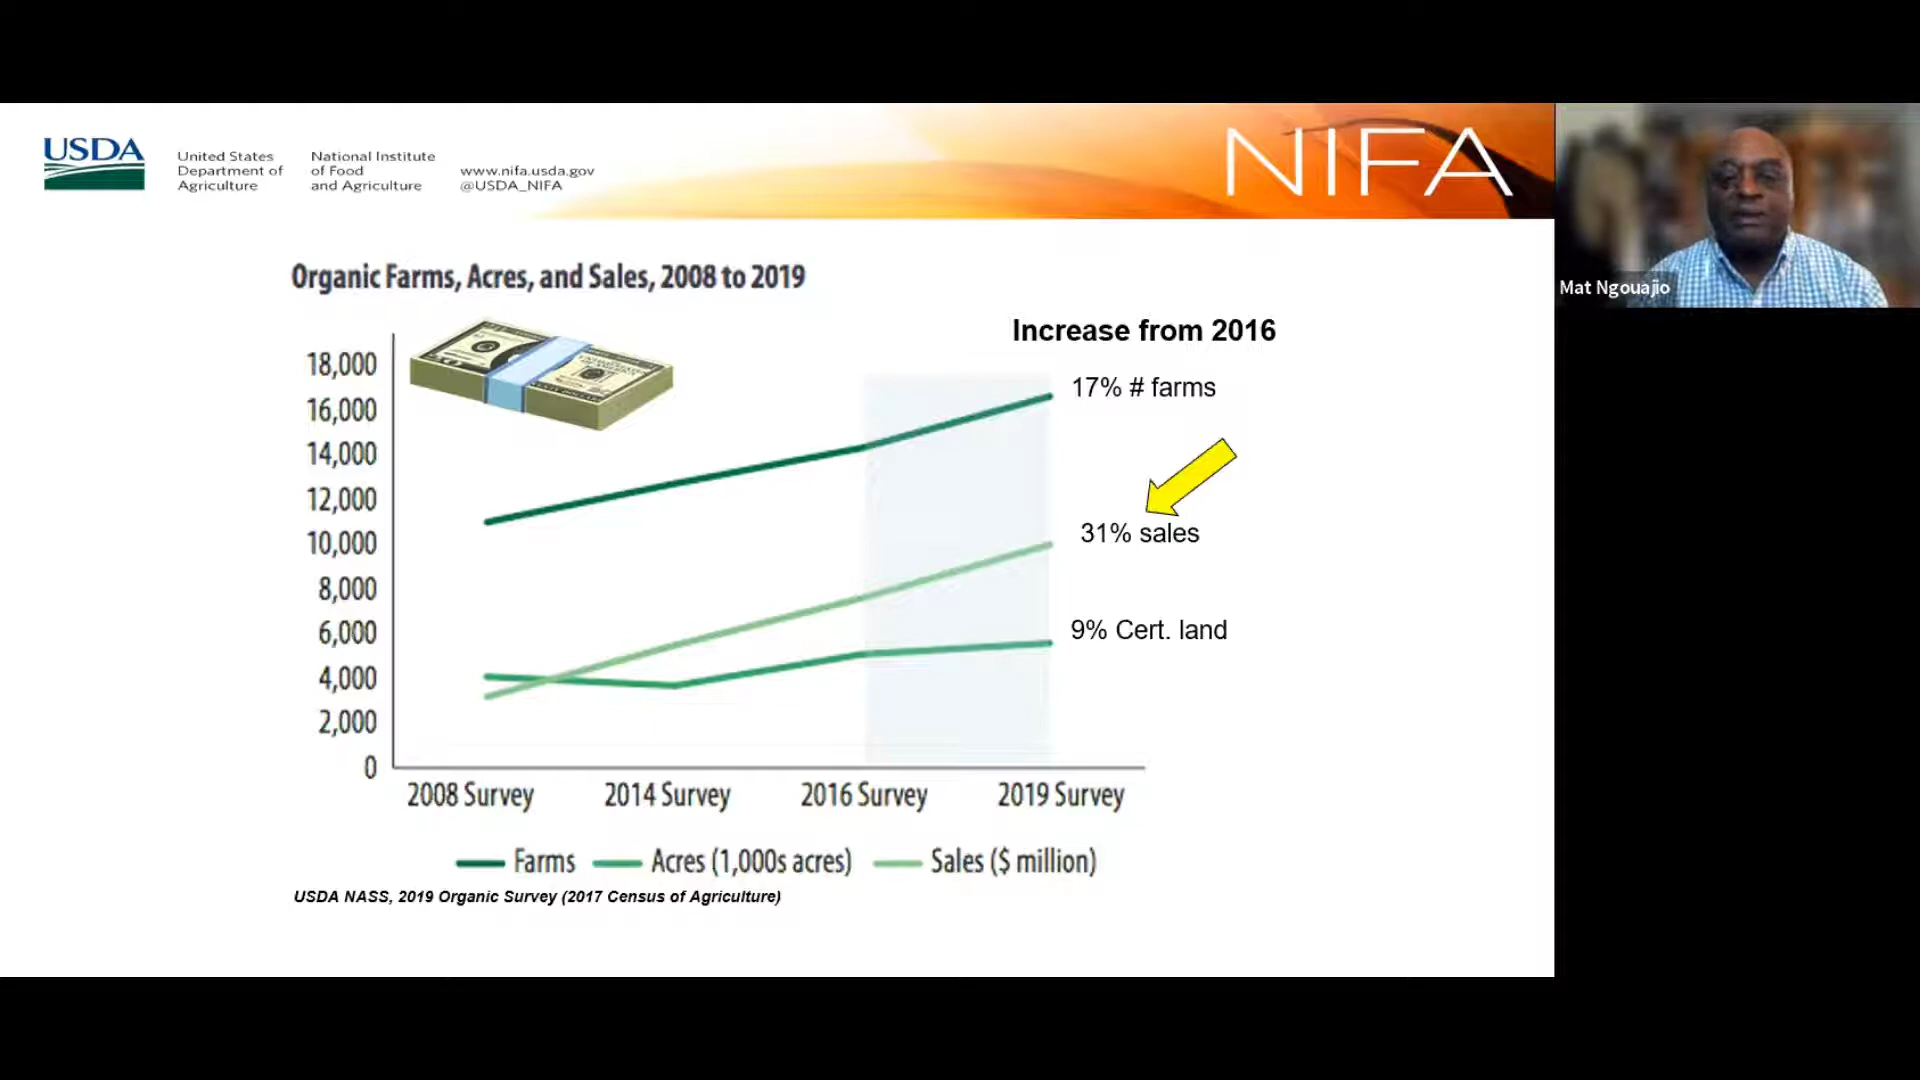 USDA
United States
Department of
Agriculture
National Institute
of Food
and Agriculture
www.nifa.usda.gov
@USDA_NIFA
NIFA
Mat Ngouajio
Organic Farms, Acres, and Sales, 2008 to 2019
Increase from 2016
18,000
16,000
14,000
12,000
10,000
8,000
6,000
4,000
2,000
0
17% # farms
31% sales
9% Cert. land
2008 Survey 2014 Survey 2016 Survey 2019 Survey
Farms Acres (1,000s acres) Sales ($ million)
USDA NASS, 2019 Organic Survey (2017 Census of Agriculture)